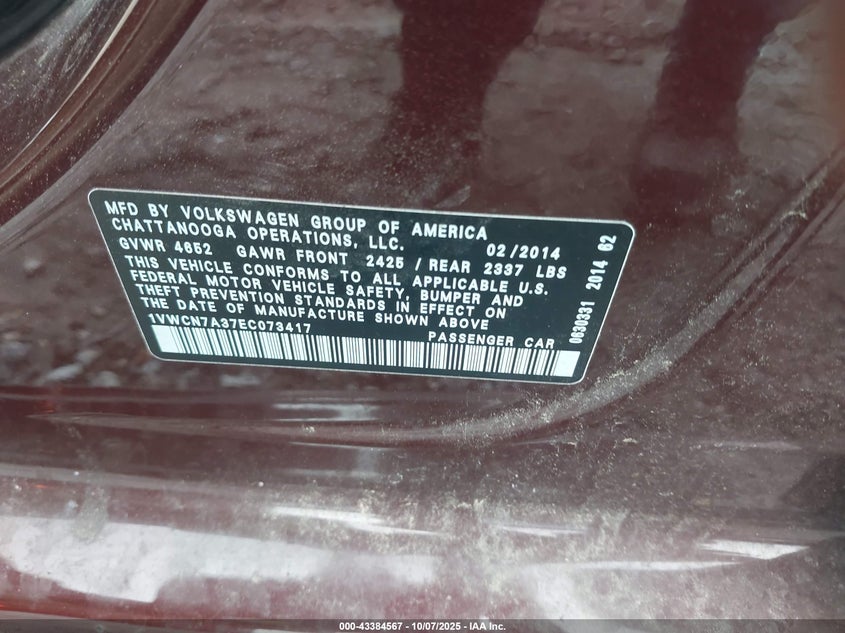 MFD BY VOLKSWAGEN GROUP OF AMERICA
CHATTANOOGA OPERATIONS, LLC.
02/2014
GVWR 4652 GAWR FRONT 2425 / REAR 2337 LBS
THIS VEHICLE CONFORMS TO ALL APPLICABLE U.S.
FEDERAL MOTOR VEHICLE SAFETY, BUMPER AND
THEFT PREVENTION STANDARDS IN EFFECT ON
THE DATE OF MANUFACTURE SHOWN ABOVE
1VWCN7A37EC073417
PASSENGER CAR
0630331 2014 62
000-43384567 - 10/07/2025 - IAA Inc.